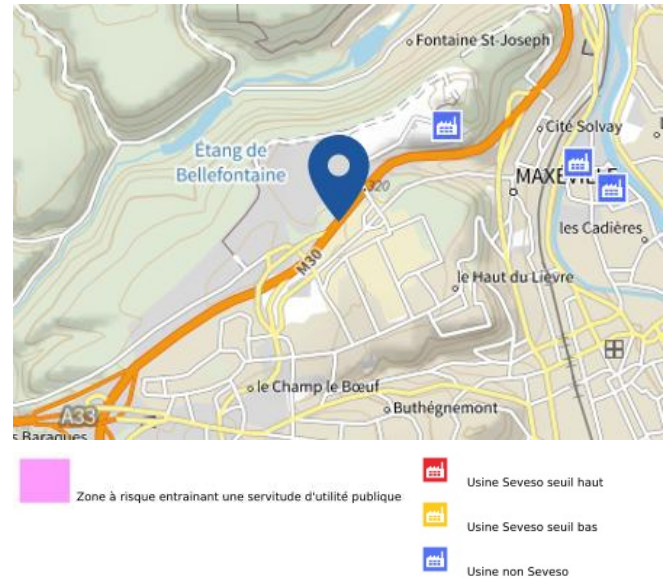 Fontaine St-Joseph
Cité Solvay
Étang de
Bellefontaine
320
MAXÉVILLE
les Cadières
M30
le Haut du Lièvre
le Champ le Bœuf
Buthégnemont
A33
Baraques
Zone à risque entrainant une servitude d'utilité publique
Usine Seveso seuil haut
Usine Seveso seuil bas
Usine non Seveso